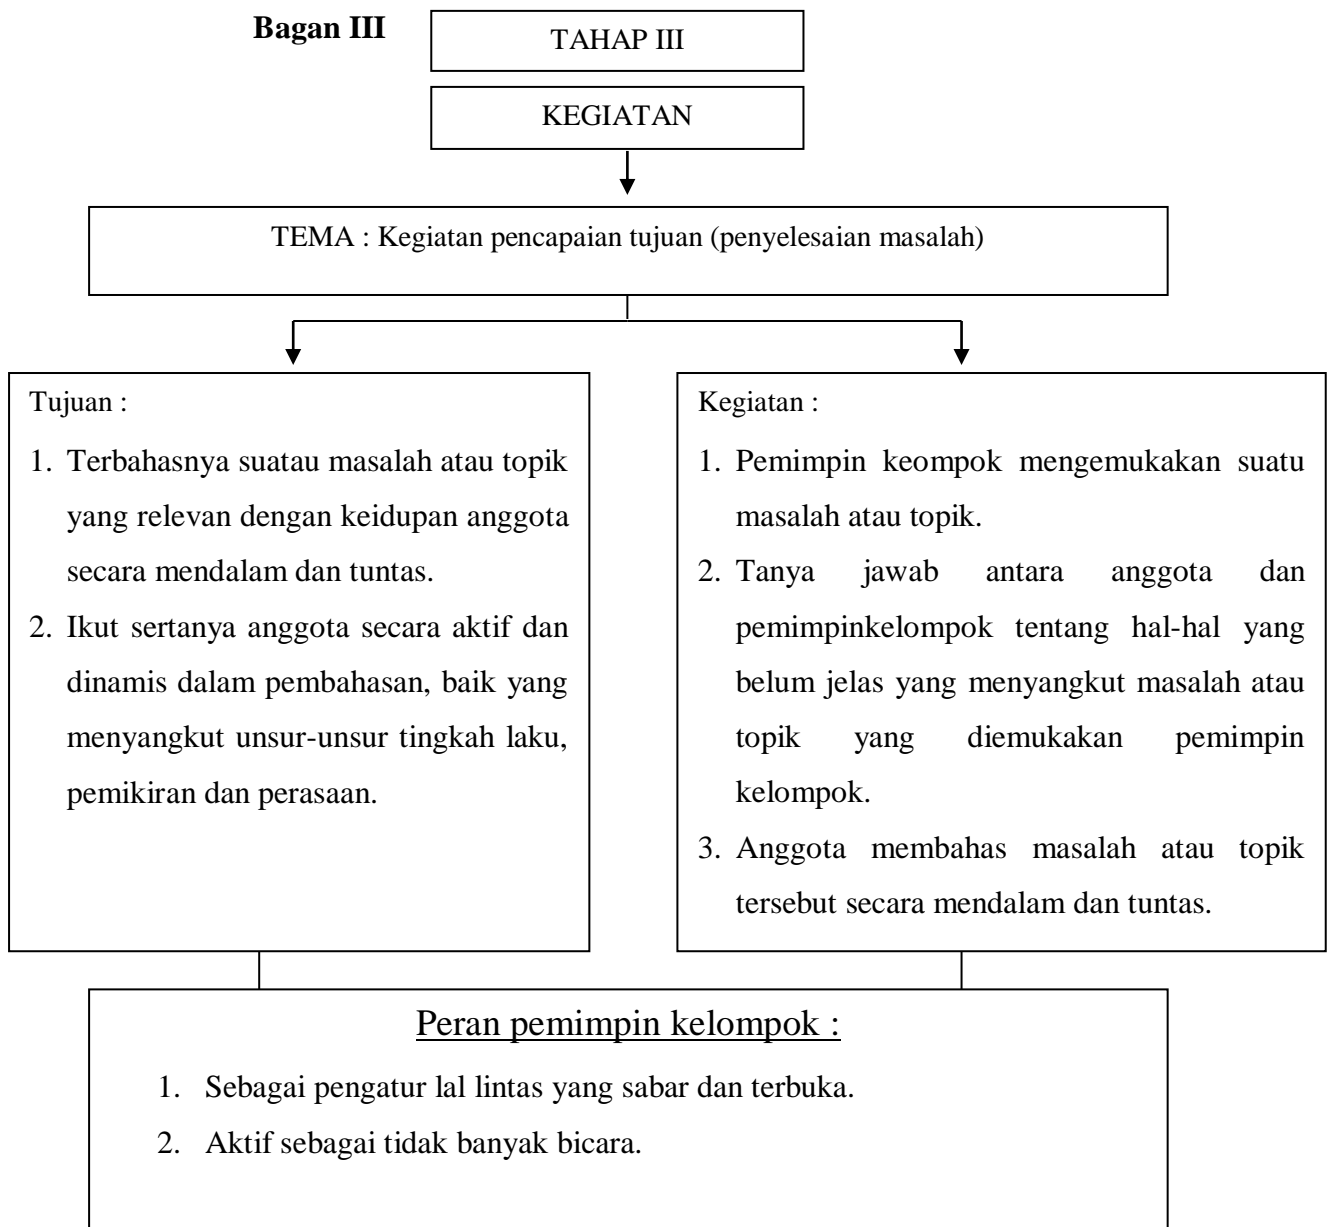 Bagan III
TAHAP III
KEGIATAN
TEMA : Kegiatan pencapaian tujuan (penyelesaian masalah)
Tujuan :
1. Terbahasnya suatau masalah atau topik
yang relevan dengan keidupan anggota
secara mendalam dan tuntas.
2. Ikut sertanya anggota secara aktif dan
dinamis dalam pembahasan, baik yang
menyangkut unsur-unsur tingkah laku,
pemikiran dan perasaan.
Kegiatan :
1. Pemimpin keompok mengemukakan suatu
masalah atau topik.
2. Tanya jawab antara anggota dan
pemimpinkelompok tentang hal-hal yang
belum jelas yang menyangkut masalah atau
topik yang diemukakan pemimpin
kelompok.
3. Anggota membahas masalah atau topik
tersebut secara mendalam dan tuntas.
Peran pemimpin kelompok :
1. Sebagai pengatur lal lintas yang sabar dan terbuka.
2. Aktif sebagai tidak banyak bicara.